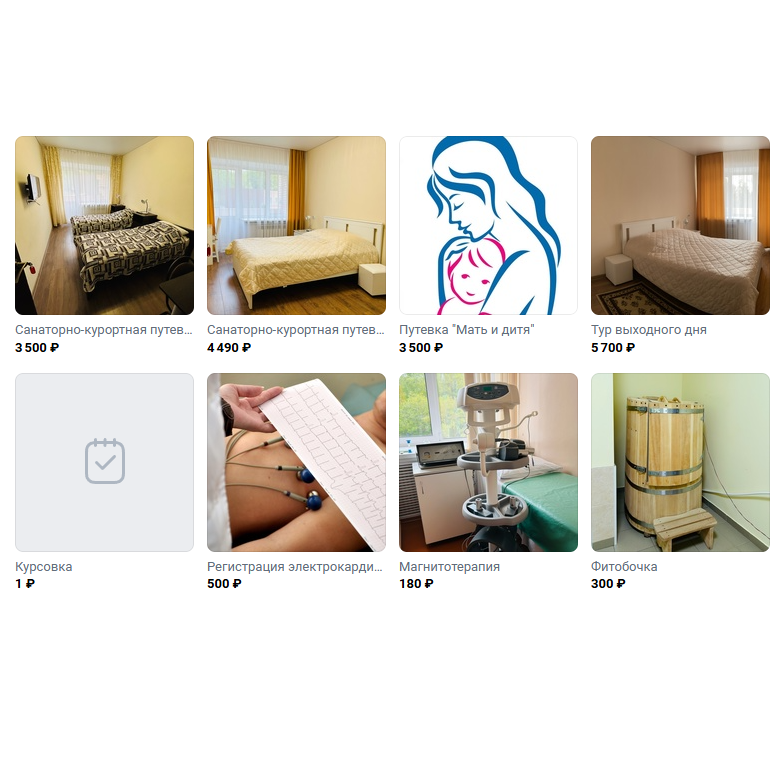 Санаторно-курортная путев...
3 500 ₽
Санаторно-курортная путев...
4 490 ₽
Путевка "Мать и дитя"
3 500 ₽
Тур выходного дня
5 700 ₽
Курсовка
1 ₽
Регистрация электрокарди...
500 ₽
Магнитотерапия
180 ₽
Фитобочка
300 ₽